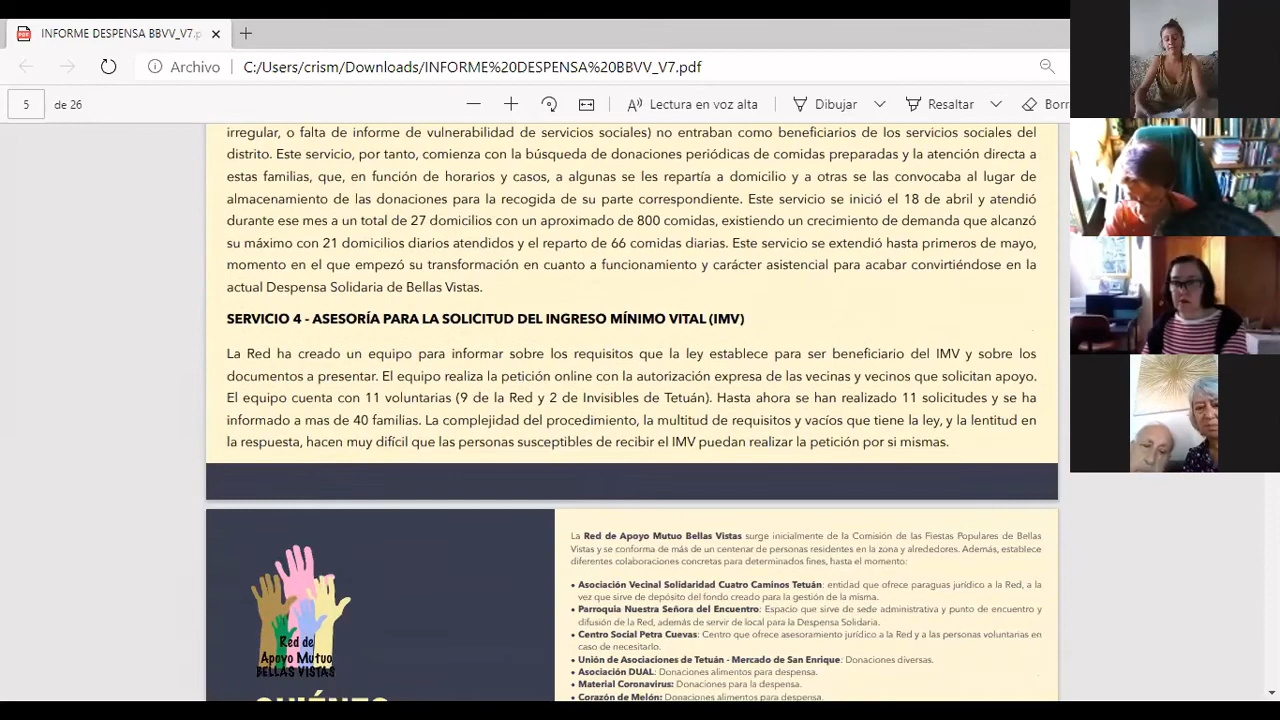 INFORME DESPENSA BBVV_V7.p
Archivo C:/Users/crism/Downloads/INFORME%20DESPENSA%20BBVV_V7.pdf
5 de 26 Lectura en voz alta Dibujar Resaltar Borr
irregular, o falta de informe de vulnerabilidad de servicios sociales) no entraban como beneficiarios de los servicios sociales del
distrito. Este servicio, por tanto, comienza con la búsqueda de donaciones periódicas de comidas preparadas y la atención directa a
estas familias, que, en función de horarios y casos, a algunas se les repartía a domicilio y a otras se las convocaba al lugar de
almacenamiento de las donaciones para la recogida de su parte correspondiente. Este servicio se inició el 18 de abril y atendió
durante ese mes a un total de 27 domicilios con un aproximado de 800 comidas, existiendo un crecimiento de demanda que alcanzó
su máximo con 21 domicilios diarios atendidos y el reparto de 66 comidas diarias. Este servicio se extendió hasta primeros de mayo,
momento en el que empezó su transformación en cuanto a funcionamiento y carácter asistencial para acabar convirtiéndose en la
actual Despensa Solidaria de Bellas Vistas.
SERVICIO 4 - ASESORÍA PARA LA SOLICITUD DEL INGRESO MÍNIMO VITAL (IMV)
La Red ha creado un equipo para informar sobre los requisitos que la ley establece para ser beneficiario del IMV y sobre los
documentos a presentar. El equipo realiza la petición online con la autorización expresa de las vecinas y vecinos que solicitan apoyo.
El equipo cuenta con 11 voluntarias (9 de la Red y 2 de Invisibles de Tetuán). Hasta ahora se han realizado 11 solicitudes y se ha
informado a mas de 40 familias. La complejidad del procedimiento, la multitud de requisitos y vacíos que tiene la ley, y la lentitud en
la respuesta, hacen muy difícil que las personas susceptibles de recibir el IMV puedan realizar la petición por si mismas.
Red de
Apoyo Mutuo
BELLAS VISTAS
QUIÉNES
La Red de Apoyo Mutuo Bellas Vistas surge inicialmente de la Comisión de las Fiestas Populares de Bellas
Vistas y se conforma de más de un centenar de personas residentes en la zona y alrededores. Además, establece
diferentes colaboraciones concretas para determinados fines, hasta el momento:
• Asociación Vecinal Solidaridad Cuatro Caminos Tetuán: entidad que ofrece paraguas jurídico a la Red, a la
vez que sirve de depósito del fondo creado para la gestión de la misma.
• Parroquia Nuestra Señora del Encuentro: Espacio que sirve de sede administrativa y punto de encuentro y
difusión de la Red, además de servir de local para la Despensa Solidaria.
• Centro Social Petra Cuevas: Centro que ofrece asesoramiento jurídico a la Red y a las personas voluntarias en
caso de necesitarlo.
• Unión de Asociaciones de Tetuán - Mercado de San Enrique: Donaciones diversas.
• Asociación DUAL: Donaciones alimentos para despensa.
• Material Coronavirus: Donaciones para la despensa.
• Corazón de Melón: Donaciones alimentos para despensa.